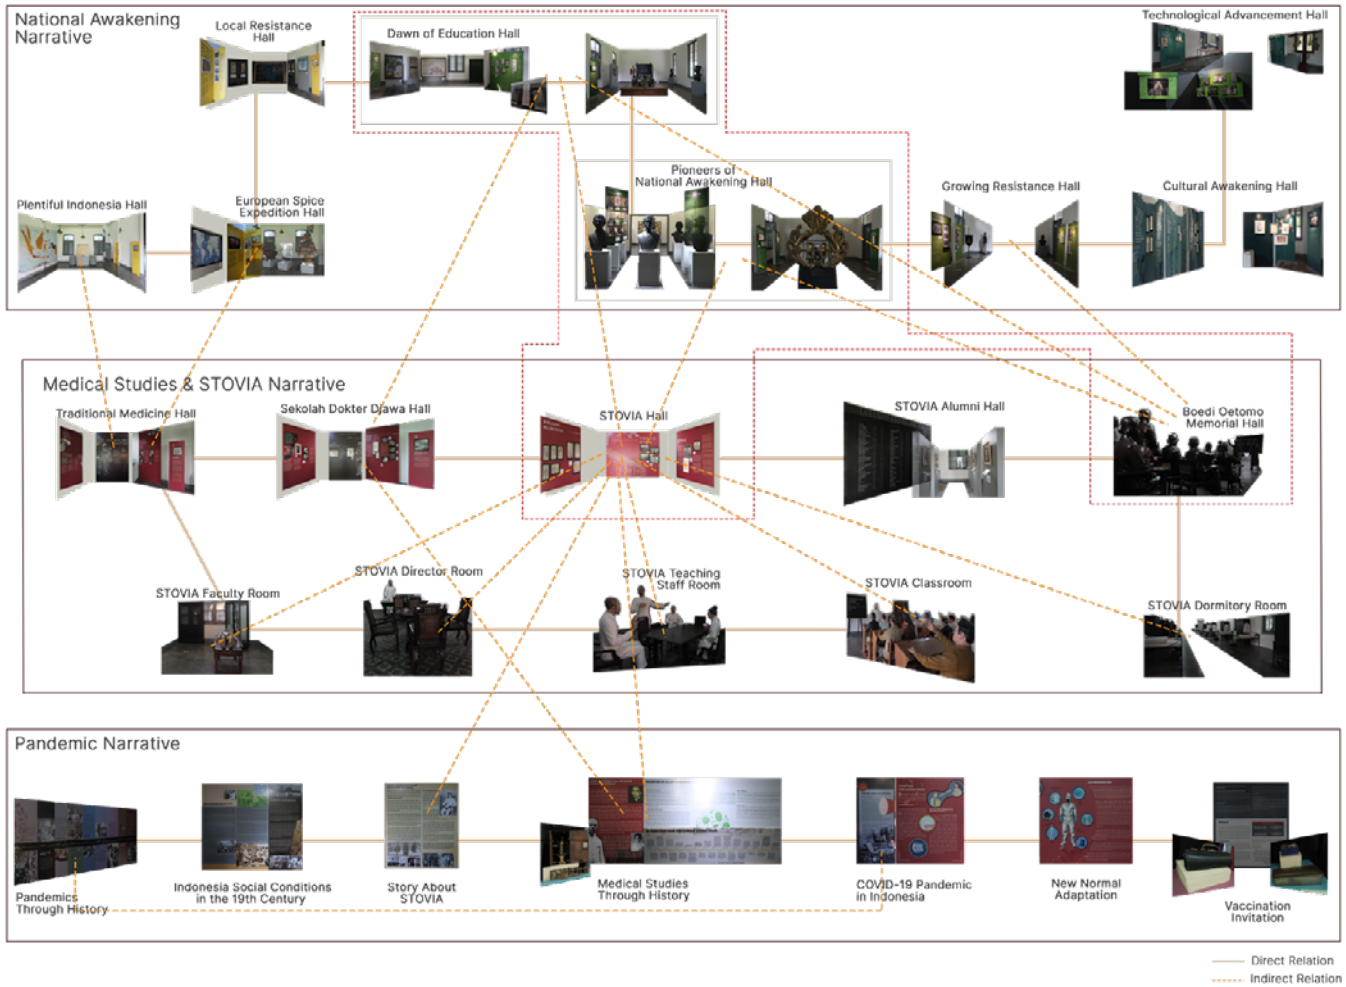 National Awakening
Narrative
Local Resistance
Hall
Dawn of Education Hall
Technological Advancement Hall
Plentiful Indonesia Hall
European Spice
Expedition Hall
Pioneers of
National Awakening Hall
Growing Resistance Hall
Cultural Awakening Hall
Medical Studies & STOVIA Narrative
Traditional Medicine Hall
Sekolah Dokter Djawa Hall
STOVIA Hall
STOVIA Alumni Hall
Boedi Oetomo
Memorial Hall
STOVIA Faculty Room
STOVIA Director Room
STOVIA Teaching
Staff Room
STOVIA Classroom
STOVIA Dormitory Room
Pandemic Narrative
Pandemics
Through History
Indonesia Social Conditions
in the 19th Century
Story About
STOVIA
Medical Studies
Through History
COVID-19 Pandemic
in Indonesia
New Normal
Adaptation
Vaccination
Invitation
Direct Relation
Indirect Relation